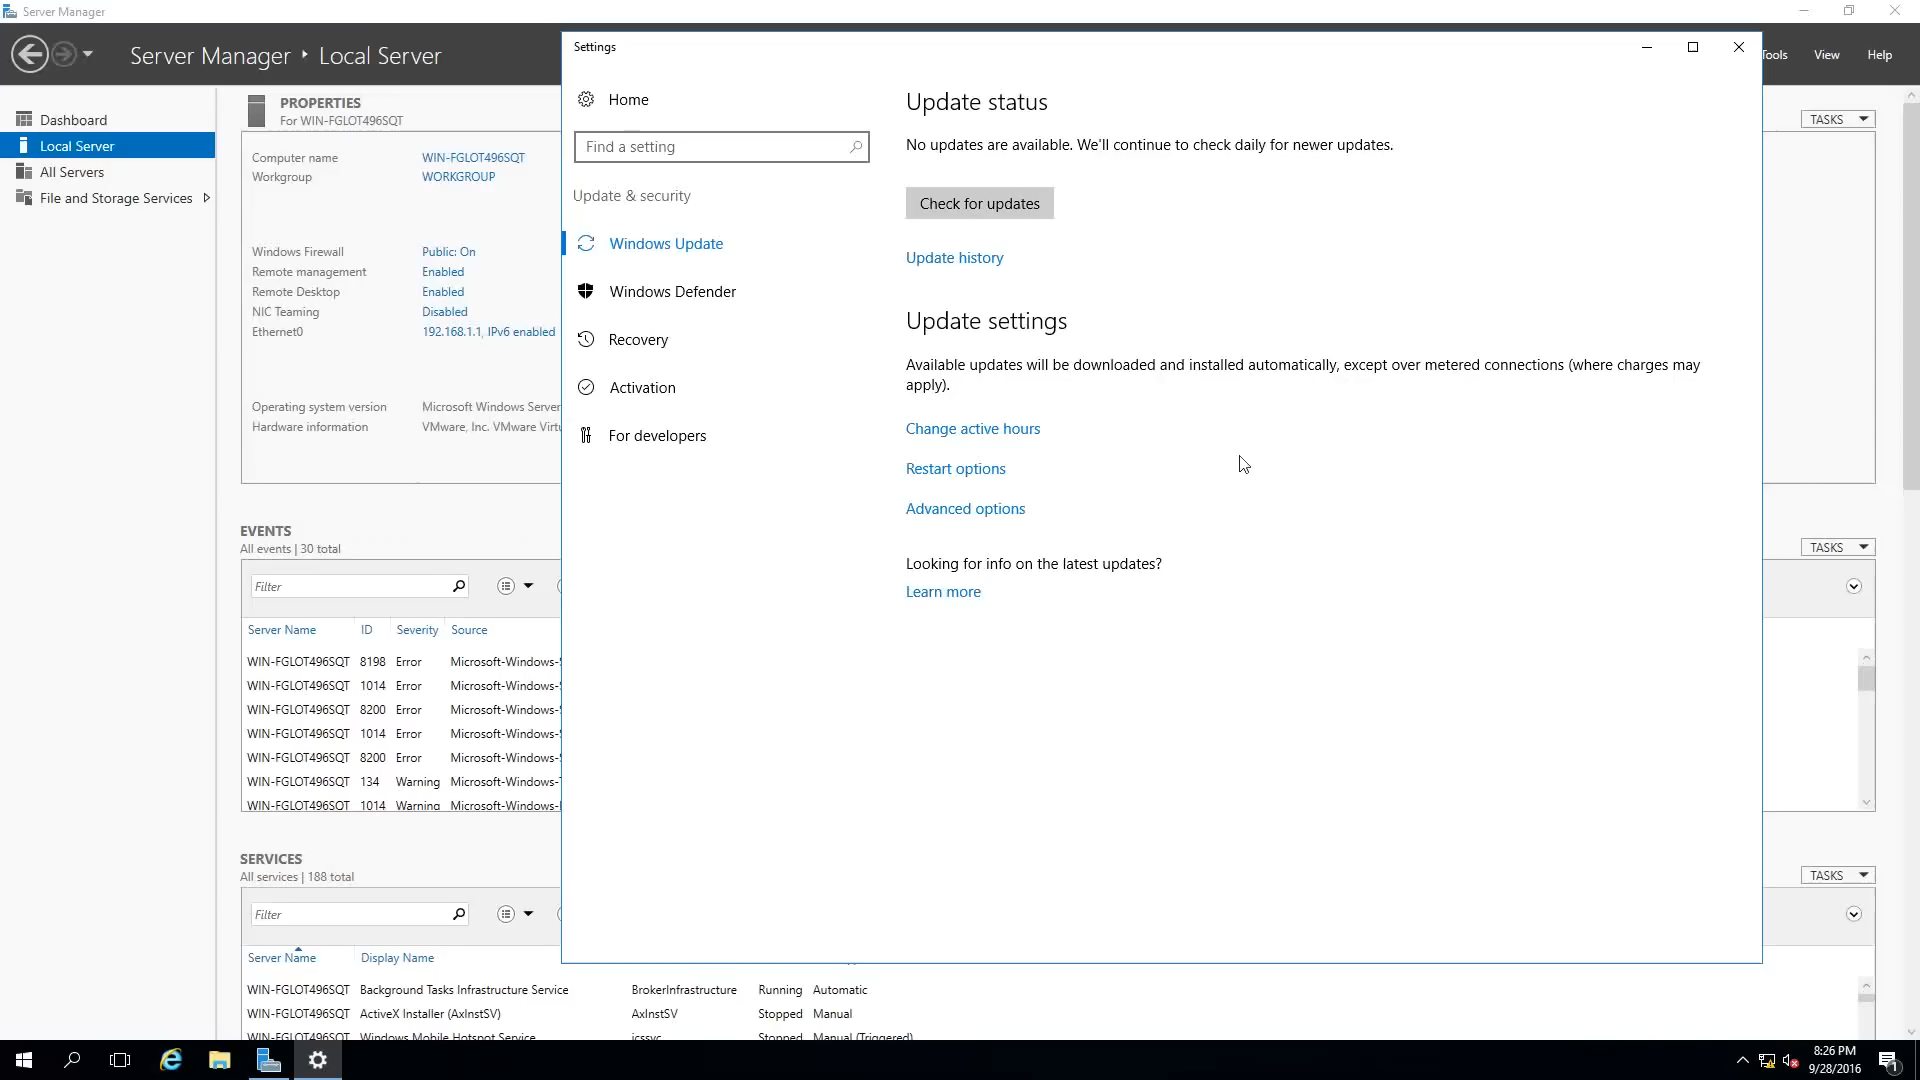 Server Manager
Server Manager ‣ Local Server
Tools View Help
Dashboard
Local Server
All Servers
File and Storage Services
PROPERTIES
For WIN-FGLOT496SQT
TASKS
Computer name WIN-FGLOT496SQT
Workgroup WORKGROUP
Windows Firewall Public: On
Remote management Enabled
Remote Desktop Enabled
NIC Teaming Disabled
Ethernet0 192.168.1.1, IPv6 enabled
Operating system version Microsoft Windows Server
Hardware information VMware, Inc. VMware
EVENTS
All events | 30 total
TASKS
Filter
Server Name ID Severity Source
WIN-FGLOT496SQT 8198 Error Microsoft-Windows-
WIN-FGLOT496SQT 1014 Error Microsoft-Windows-
WIN-FGLOT496SQT 8200 Error Microsoft-Windows-
WIN-FGLOT496SQT 1014 Error Microsoft-Windows-
WIN-FGLOT496SQT 8200 Error Microsoft-Windows-
WIN-FGLOT496SQT 134 Warning Microsoft-Windows-
WIN-FGLOT496SQT 1014 Warning Microsoft-Windows-
SERVICES
All services | 188 total
TASKS
Filter
Server Name Display Name
WIN-FGLOT496SQT Background Tasks Infrastructure Service BrokerInfrastructure Running Automatic
WIN-FGLOT496SQT ActiveX Installer (AxInstSV) AxInstSV Stopped Manual
WIN-FGLOT496SQT Windows Mobile Hotspot Service icssvc Stopped Manual (Triggered)
Settings
Home
Find a setting
Update & security
Windows Update
Windows Defender
Recovery
Activation
For developers
Update status
No updates are available. We'll continue to check daily for newer updates.
Check for updates
Update history
Update settings
Available updates will be downloaded and installed automatically, except over metered connections (where charges may
apply).
Change active hours
Restart options
Advanced options
Looking for info on the latest updates?
Learn more
8:26 PM
9/28/2016
1